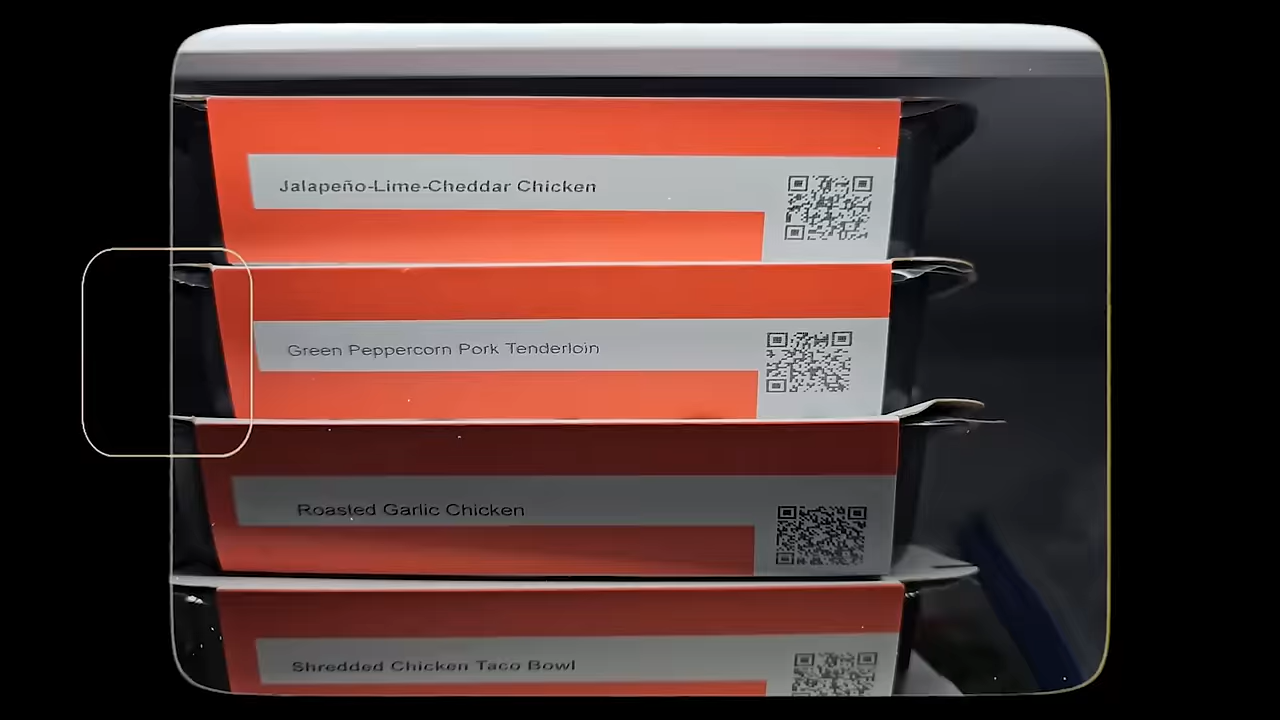 Jalapeño-Lime-Cheddar Chicken
Green Peppercorn Pork Tenderloin
Roasted Garlic Chicken
Shredded Chicken Taco Bowl